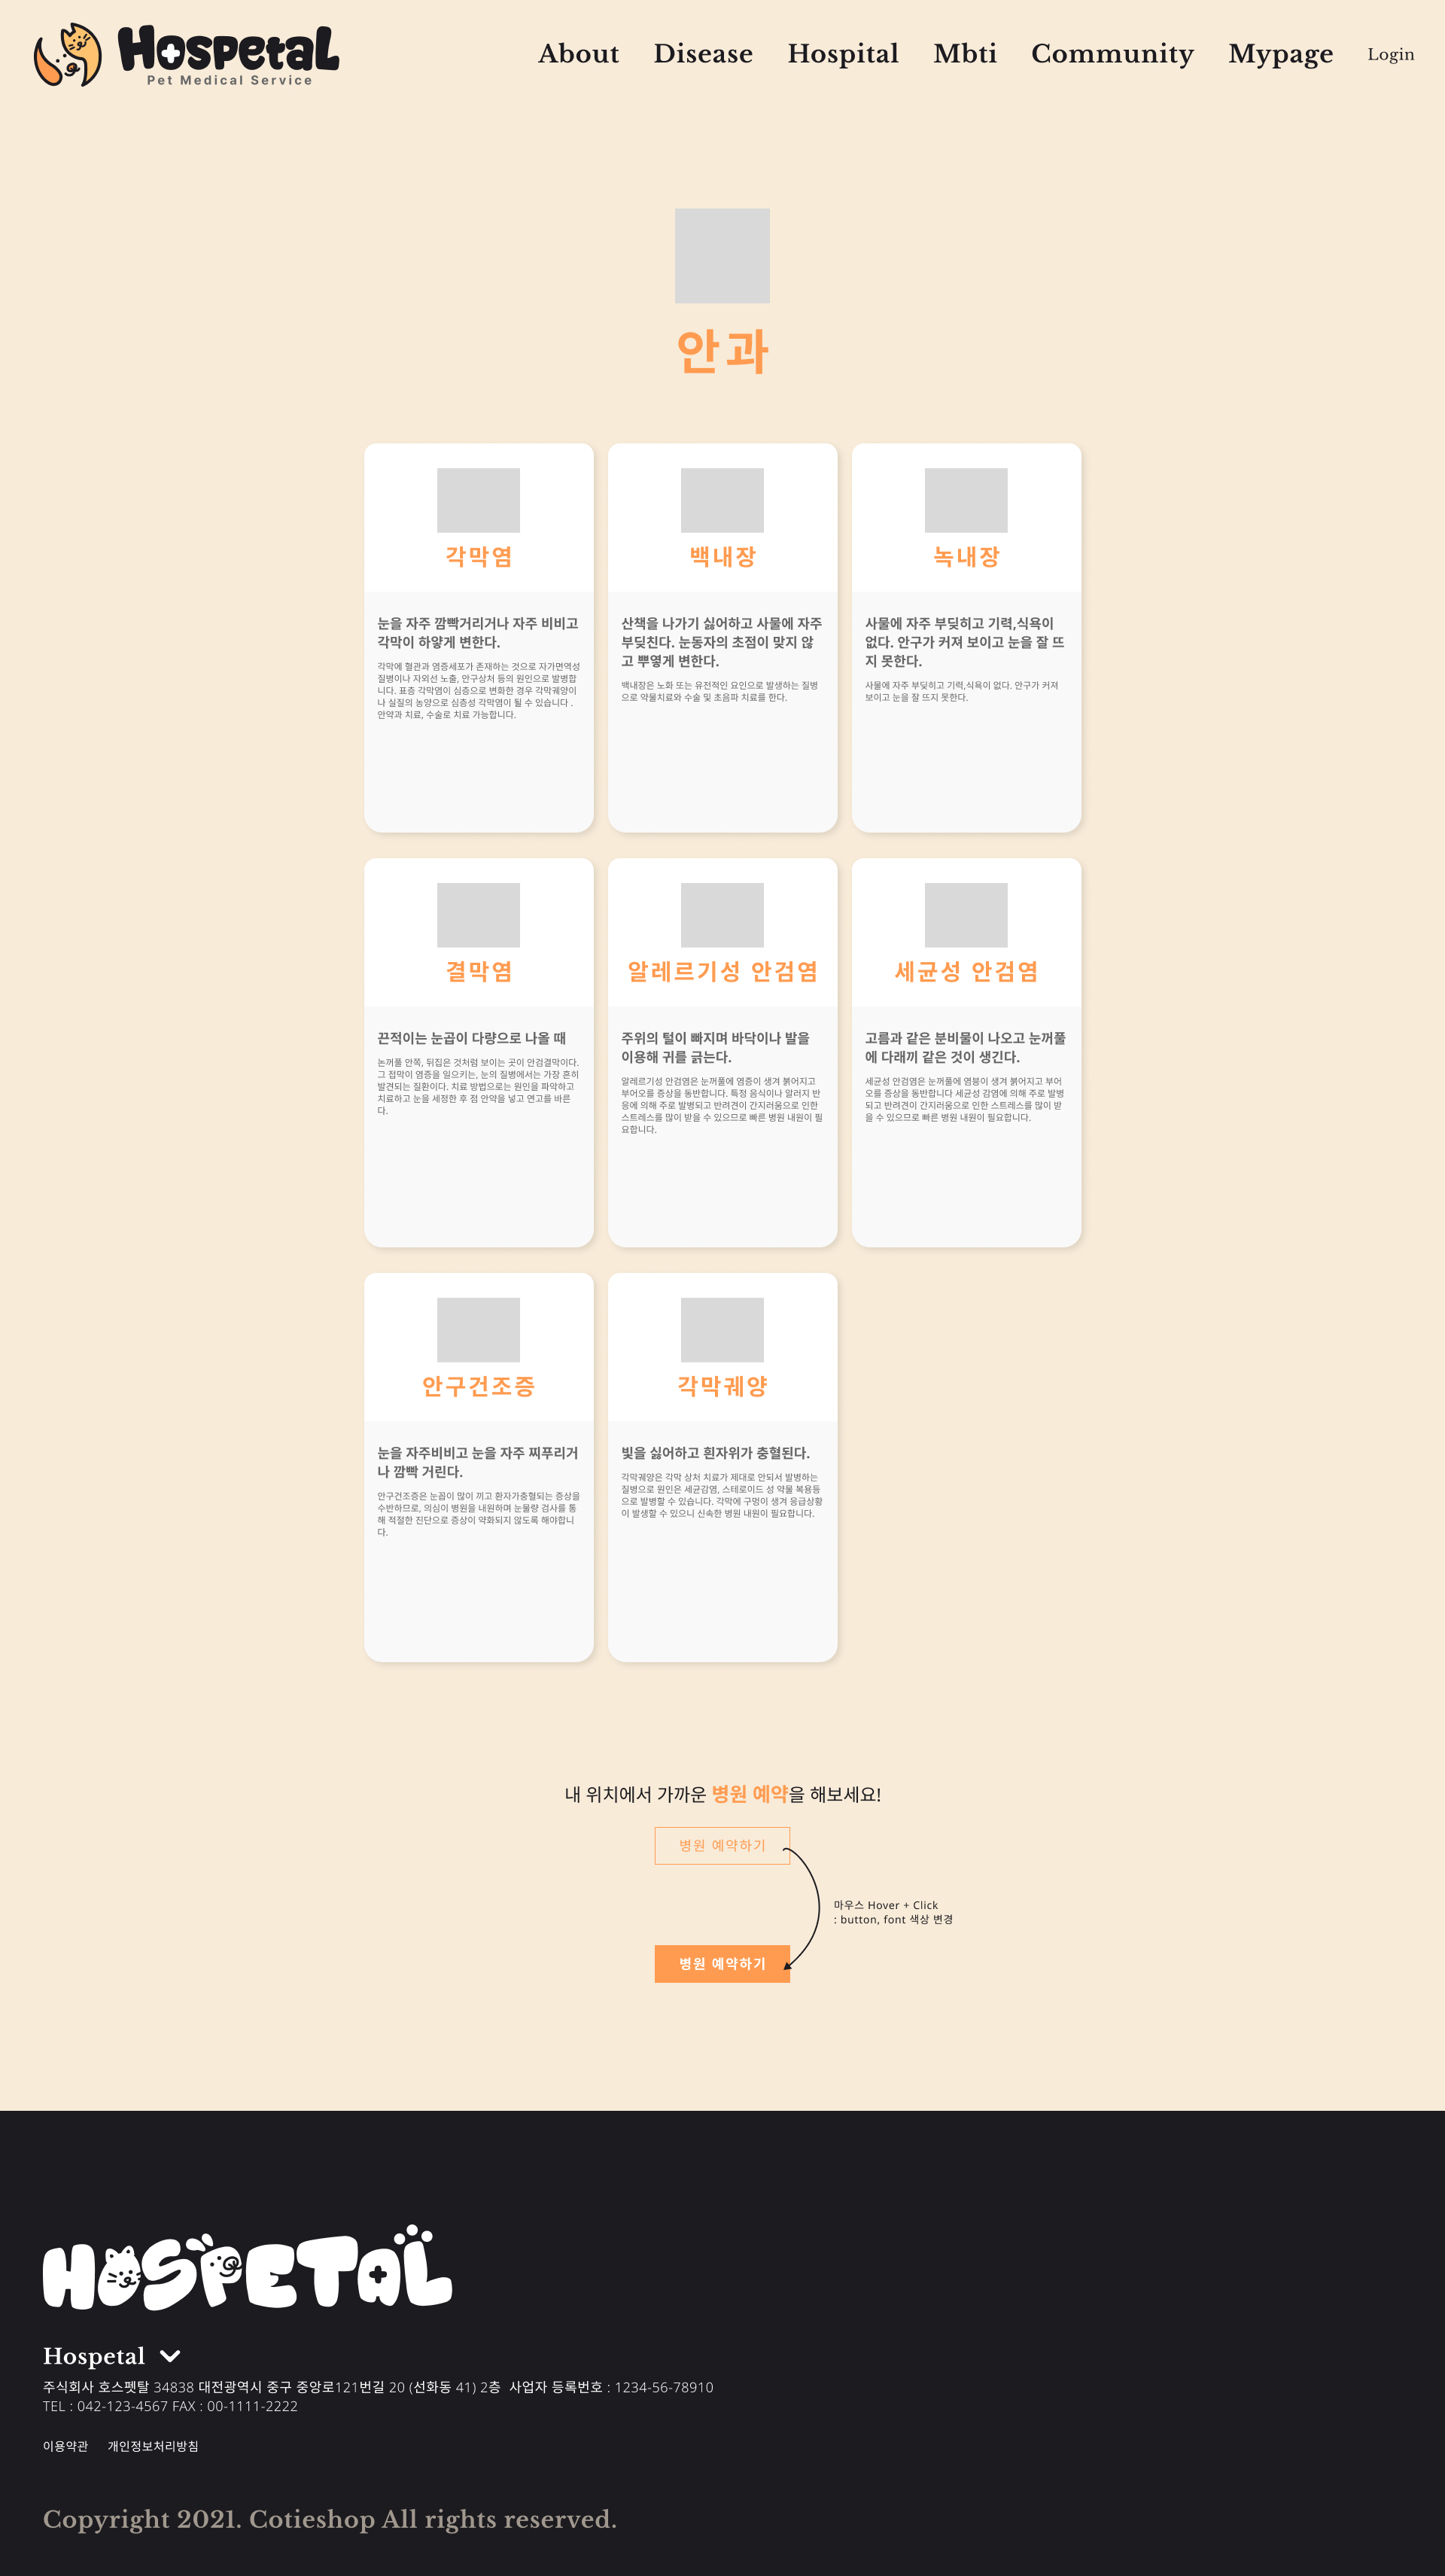 HospetaL
Pet Medical Service
About Disease Hospital Mbti Community Mypage Login
안과
각막염
눈을 자주 깜빡거리거나 자주 비비고
각막이 하얗게 변한다.
각막에 혈관과 염증세포가 존재하는 것으로 자가면역성
질병이나 자외선 노출, 안구상처 등의 원인으로 발병합
니다. 표층 각막염이 심층으로 변화한 경우 각막궤양이
나 실질의 농양으로 심층성 각막염이 될 수 있습니다 .
안약과 치료, 수술로 치료 가능합니다.
백내장
산책을 나가기 싫어하고 사물에 자주
부딪친다. 눈동자의 초점이 맞지 않
고 뿌옇게 변한다.
백내장은 노화 또는 유전적인 요인으로 발생하는 질병
으로 약물치료와 수술 및 초음파 치료를 한다.
녹내장
사물에 자주 부딪히고 기력,식욕이
없다. 안구가 커져 보이고 눈을 잘 뜨
지 못한다.
사물에 자주 부딪히고 기력,식욕이 없다. 안구가 커져
보이고 눈을 잘 뜨지 못한다.
결막염
끈적이는 눈곱이 다량으로 나올 때
눈꺼풀 안쪽, 뒤집은 것처럼 보이는 곳이 안검결막이다.
그 접막이 염증을 일으키는, 눈의 질병에서는 가장 흔히
발견되는 질환이다. 치료 방법으로는 원인을 파악하고
치료하고 눈을 세정한 후 점 안약을 넣고 연고를 바른
다.
알레르기성 안검염
주위의 털이 빠지며 바닥이나 발을
이용해 귀를 긁는다.
알레르기성 안검염은 눈꺼풀에 염증이 생겨 붉어지고
부어오를 증상을 동반합니다. 특정 음식이나 알러지 반
응에 의해 주로 발병되고 반려견이 간지러움으로 인한
스트레스를 많이 받을 수 있으므로 빠른 병원 내원이 필
요합니다.
세균성 안검염
고름과 같은 분비물이 나오고 눈꺼풀
에 다래끼 같은 것이 생긴다.
세균성 안검염은 눈꺼풀에 염붕이 생겨 붉어지고 부어
오를 증상을 동반합니다 세균성 감염에 의해 주로 발병
되고 반려견이 간지러움으로 인한 스트레스를 많이 받
을 수 있으므로 빠른 병원 내원이 필요합니다.
안구건조증
눈을 자주비비고 눈을 자주 찌푸리거
나 깜빡 거린다.
안구건조증은 눈꼽이 많이 끼고 환자가충혈되는 증상을
수반하므로, 의심이 병원을 내원하며 눈물량 검사를 통
해 적절한 진단으로 증상이 약화되지 않도록 해야합니
다.
각막궤양
빛을 싫어하고 흰자위가 충혈된다.
각막궤양은 각막 상처 치료가 제대로 안되서 발병하는
질병으로 원인은 세균감염, 스테로이드 성 약물 복용등
으로 발병할 수 있습니다. 각막에 구멍이 생겨 응급상황
이 발생할 수 있으니 신속한 병원 내원이 필요합니다.
내 위치에서 가까운 병원 예약을 해보세요!
병원 예약하기
마우스 Hover + Click
: button, font 색상 변경
병원 예약하기
HOSPETAL
Hospetal
주식회사 호스펫탈 34838 대전광역시 중구 중앙로121번길 20 (선화동 41) 2층 사업자 등록번호 : 1234-56-78910
TEL : 042-123-4567 FAX : 00-1111-2222
이용약관 개인정보처리방침
Copyright 2021. Cotieshop All rights reserved.